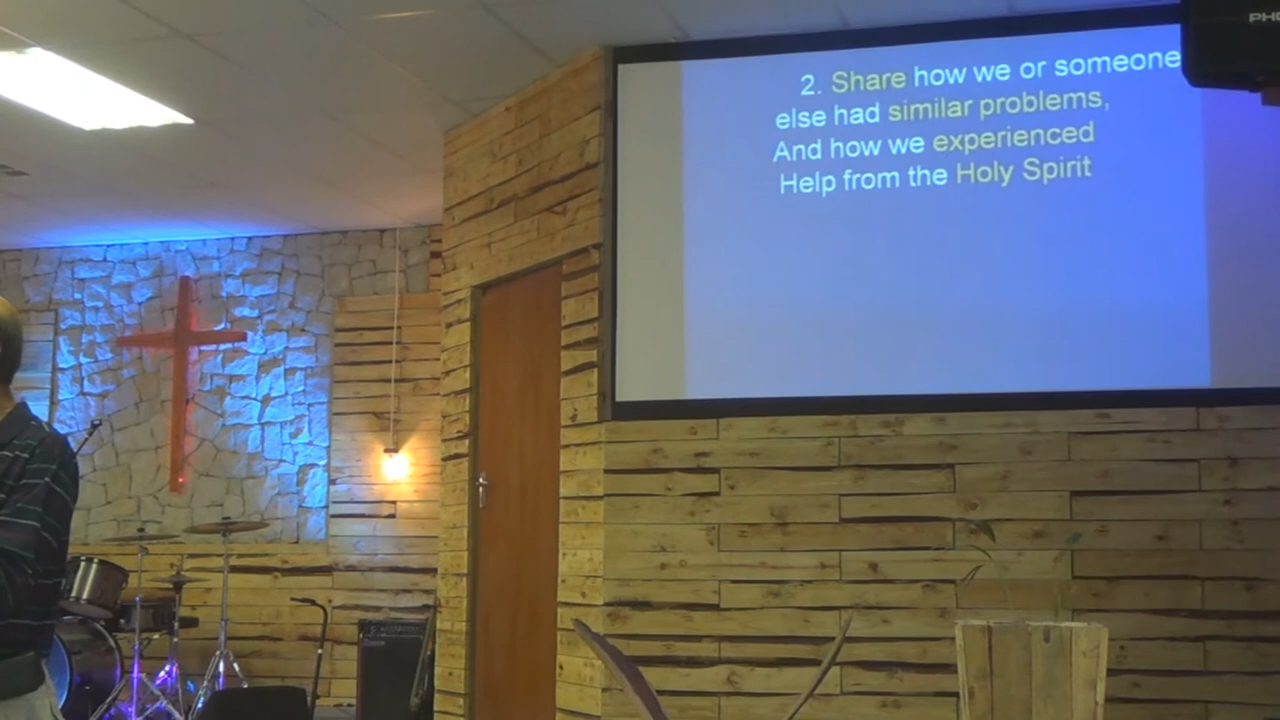 2. Share how we or someone
else had similar problems,
And how we experienced
Help from the Holy Spirit